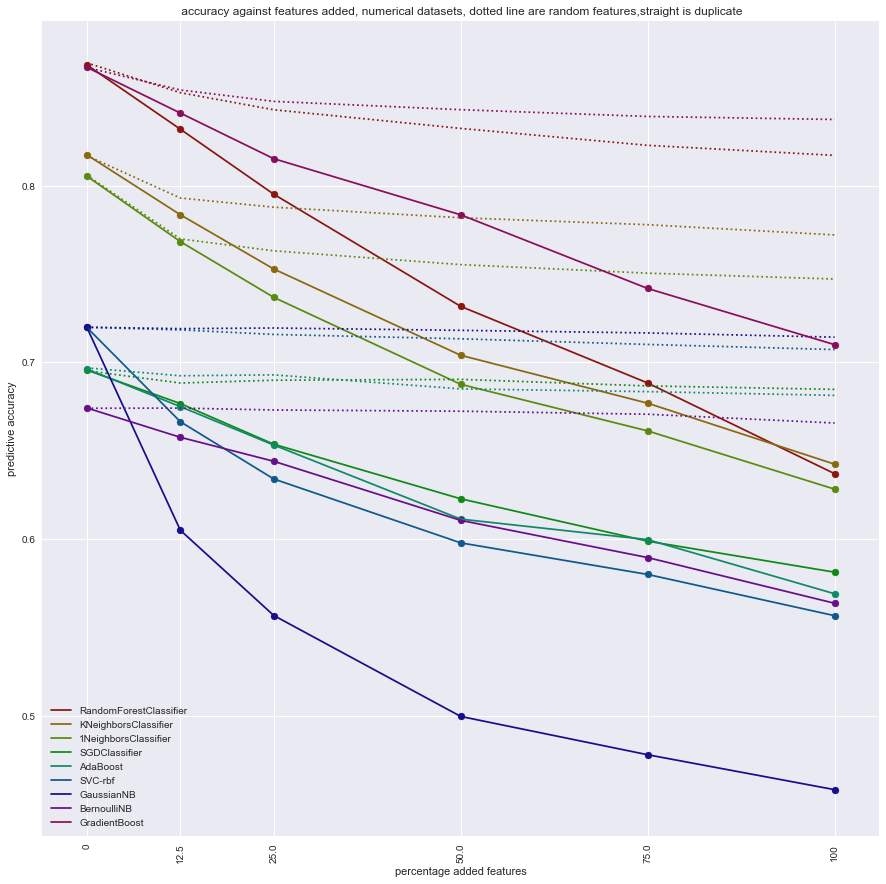 accuracy against features added, numerical datasets, dotted line are random features,straight is duplicate
predictive accuracy
0.8
0.7
0.6
0.5
RandomForestClassifier
KNeighborsClassifier
1NeighborsClassifier
SGDClassifier
AdaBoost
SVC-rbf
GaussianNB
BernoulliNB
GradientBoost
0
12.5
25.0
50.0
75.0
100
percentage added features